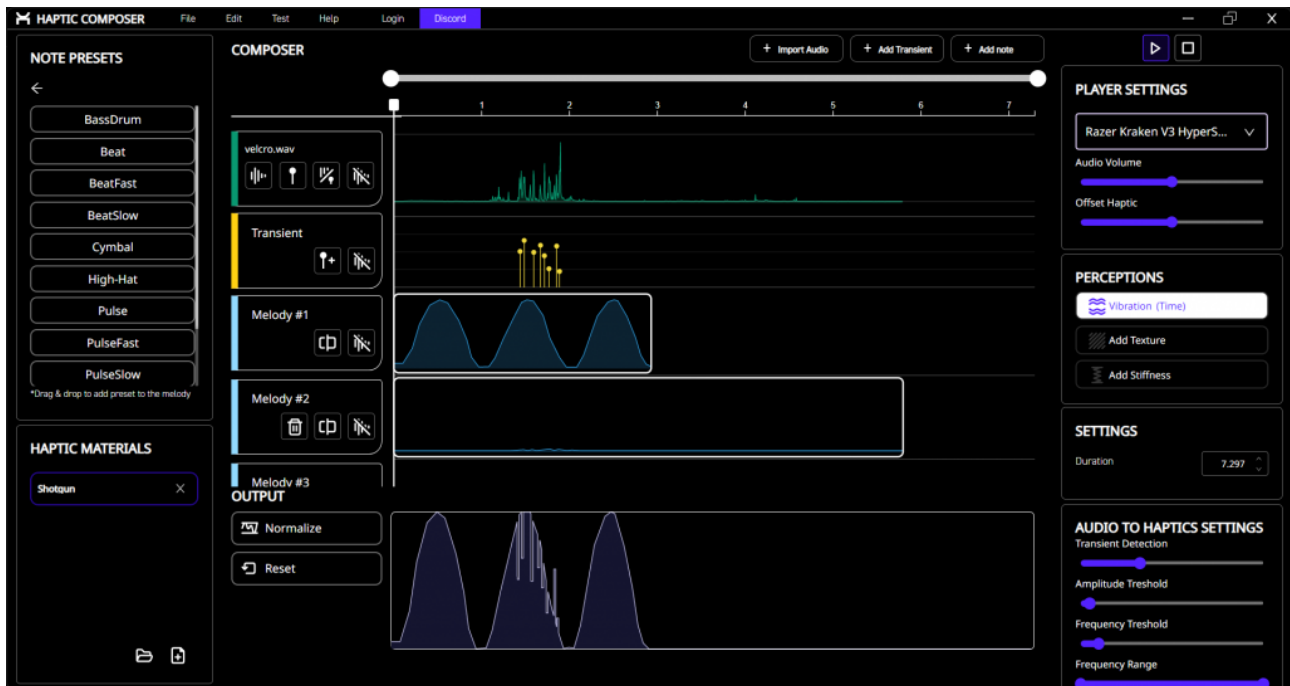 HAPTIC COMPOSER File Edit Test Help Login Discord
NOTE PRESETS
BassDrum
Beat
BeatFast
BeatSlow
Cymbal
High-Hat
Pulse
PulseFast
PulseSlow
*Drag & drop to add preset to the melody
HAPTIC MATERIALS
Shotgun
COMPOSER
+ Import Audio
+ Add Transient
+ Add note
1 2 3 4 5 6 7
velcro.wav
Transient
Melody #1
Melody #2
Melody #3
OUTPUT
Normalize
Reset
PLAYER SETTINGS
Razer Kraken V3 HyperS...
Audio Volume
Offset Haptic
PERCEPTIONS
Vibration (Time)
Add Texture
Add Stiffness
SETTINGS
Duration 7.297
AUDIO TO HAPTICS SETTINGS
Transient Detection
Amplitude Treshold
Frequency Treshold
Frequency Range